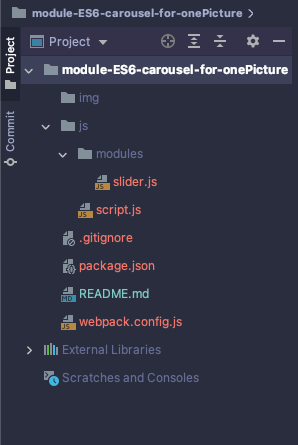 module-ES6-carousel-for-onePicture
Project
Project
module-ES6-carousel-for-onePicture
img
js
modules
JS slider.js
JS script.js
.gitignore
package.json
MD README.md
JS webpack.config.js
External Libraries
Scratches and Consoles
Commit